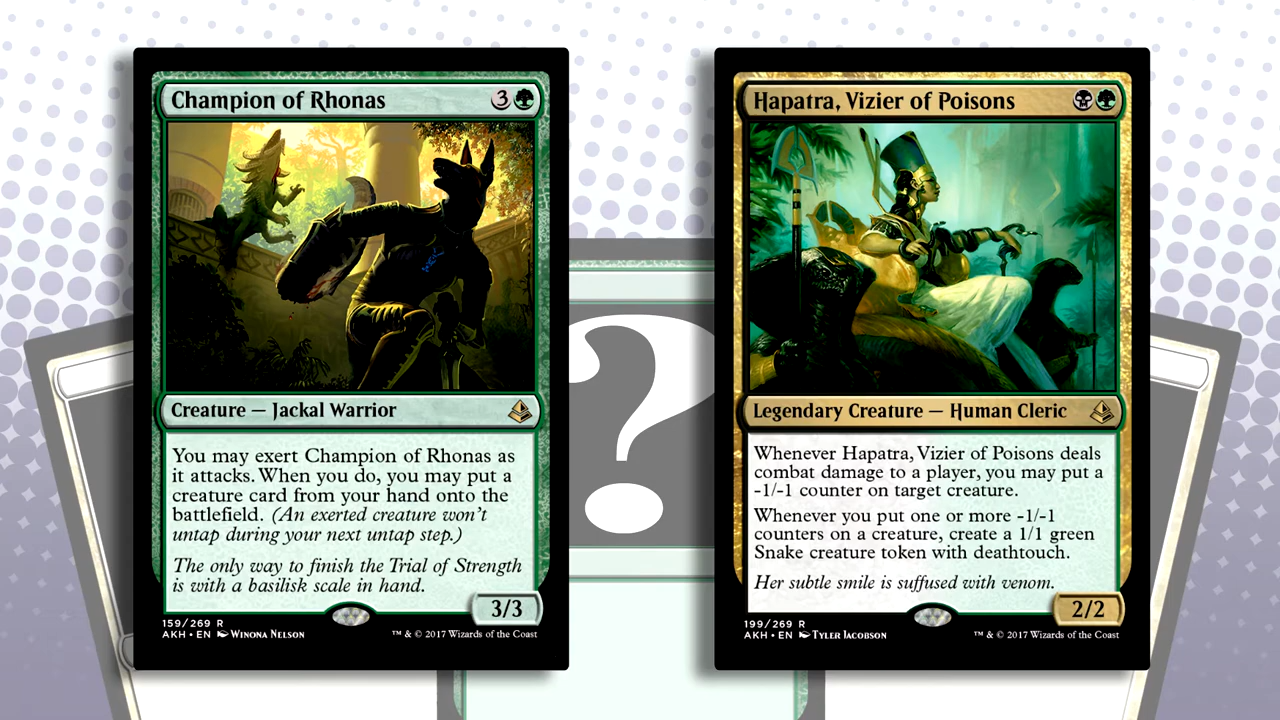 Champion of Rhonas
3
Creature — Jackal Warrior
You may exert Champion of Rhonas as
it attacks. When you do, you may put a
creature card from your hand onto the
battlefield. (An exerted creature won't
untap during your next untap step.)
The only way to finish the Trial of Strength
is with a basilisk scale in hand.
3/3
159/269 R
AKH • EN Winona Nelson
™ & © 2017 Wizards of the Coast
?
Hapatra, Vizier of Poisons
Legendary Creature — Human Cleric
Whenever Hapatra, Vizier of Poisons deals
combat damage to a player, you may put a
-1/-1 counter on target creature.
Whenever you put one or more -1/-1
counters on a creature, create a 1/1 green
Snake creature token with deathtouch.
Her subtle smile is suffused with venom.
2/2
199/269 R
AKH • EN Tyler Jacobson
™ & © 2017 Wizards of the Coast